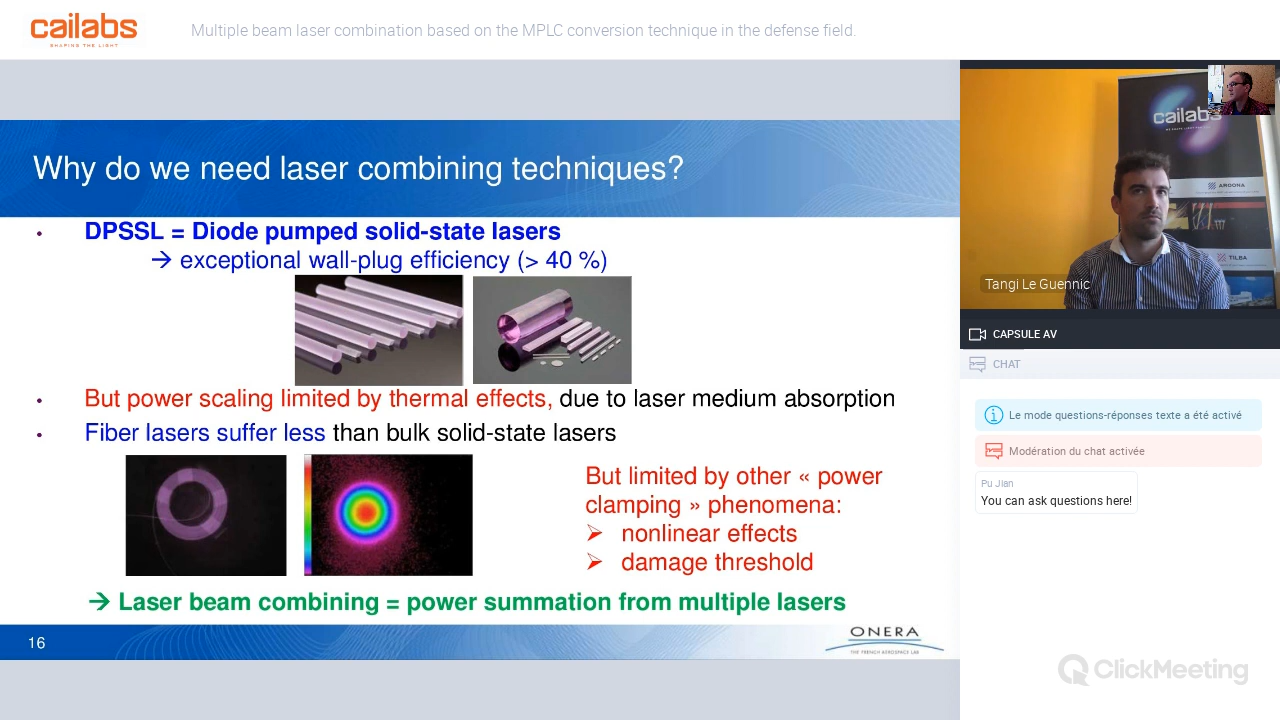 cailabs
SHAPING THE LIGHT
Multiple beam laser combination based on the MPLC conversion technique in the defense field.
Why do we need laser combining techniques?
• DPSSL = Diode pumped solid-state lasers
→ exceptional wall-plug efficiency (> 40 %)
• But power scaling limited by thermal effects, due to laser medium absorption
• Fiber lasers suffer less than bulk solid-state lasers
But limited by other « power
clamping » phenomena:
➢ nonlinear effects
➢ damage threshold
→ Laser beam combining = power summation from multiple lasers
16
ONERA
THE FRENCH AEROSPACE LAB
cailabs
ARDONA
TILBA
Tangi Le Guennic
CAPSULE AV
CHAT
Le mode questions-réponses texte a été activé
Modération du chat activée
Pu Jian
You can ask questions here!
ClickMeeting